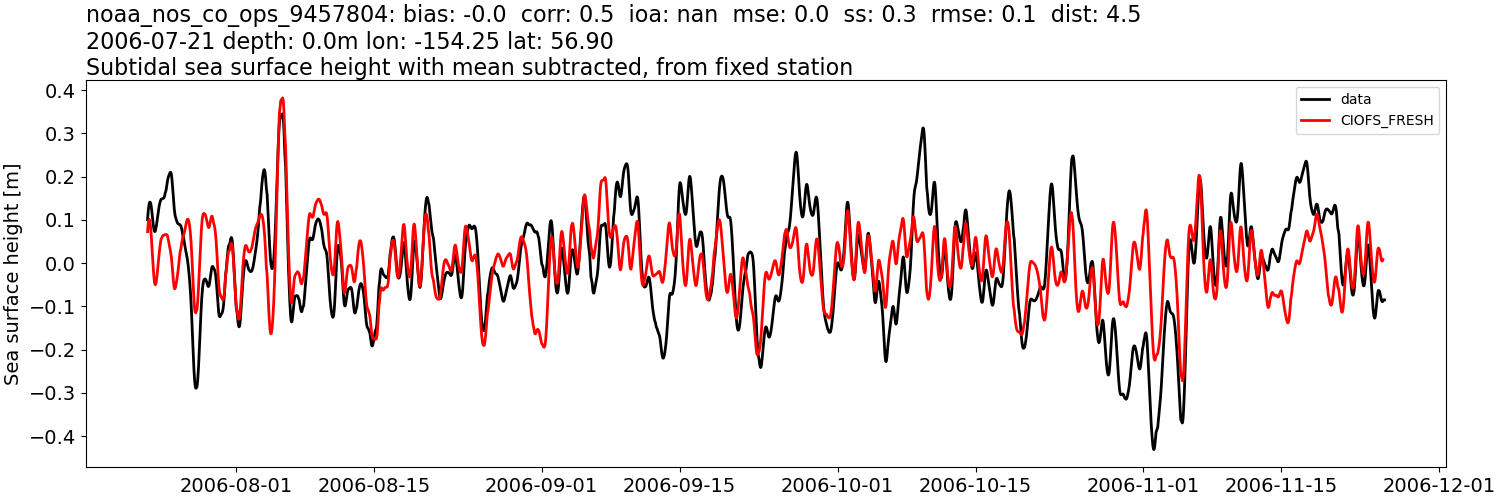 noaa_nos_co_ops_9457804: bias: -0.0  corr: 0.5  ioa: nan  mse: 0.0  ss: 0.3  rmse: 0.1  dist: 4.5
2006-07-21 depth: 0.0m lon: -154.25 lat: 56.90
Subtidal sea surface height with mean subtracted, from fixed station
Sea surface height [m]
0.4
0.3
0.2
0.1
0.0
−0.1
−0.2
−0.3
−0.4
data
CIOFS_FRESH
2006-08-01 2006-08-15 2006-09-01 2006-09-15 2006-10-01 2006-10-15 2006-11-01 2006-11-15 2006-12-01